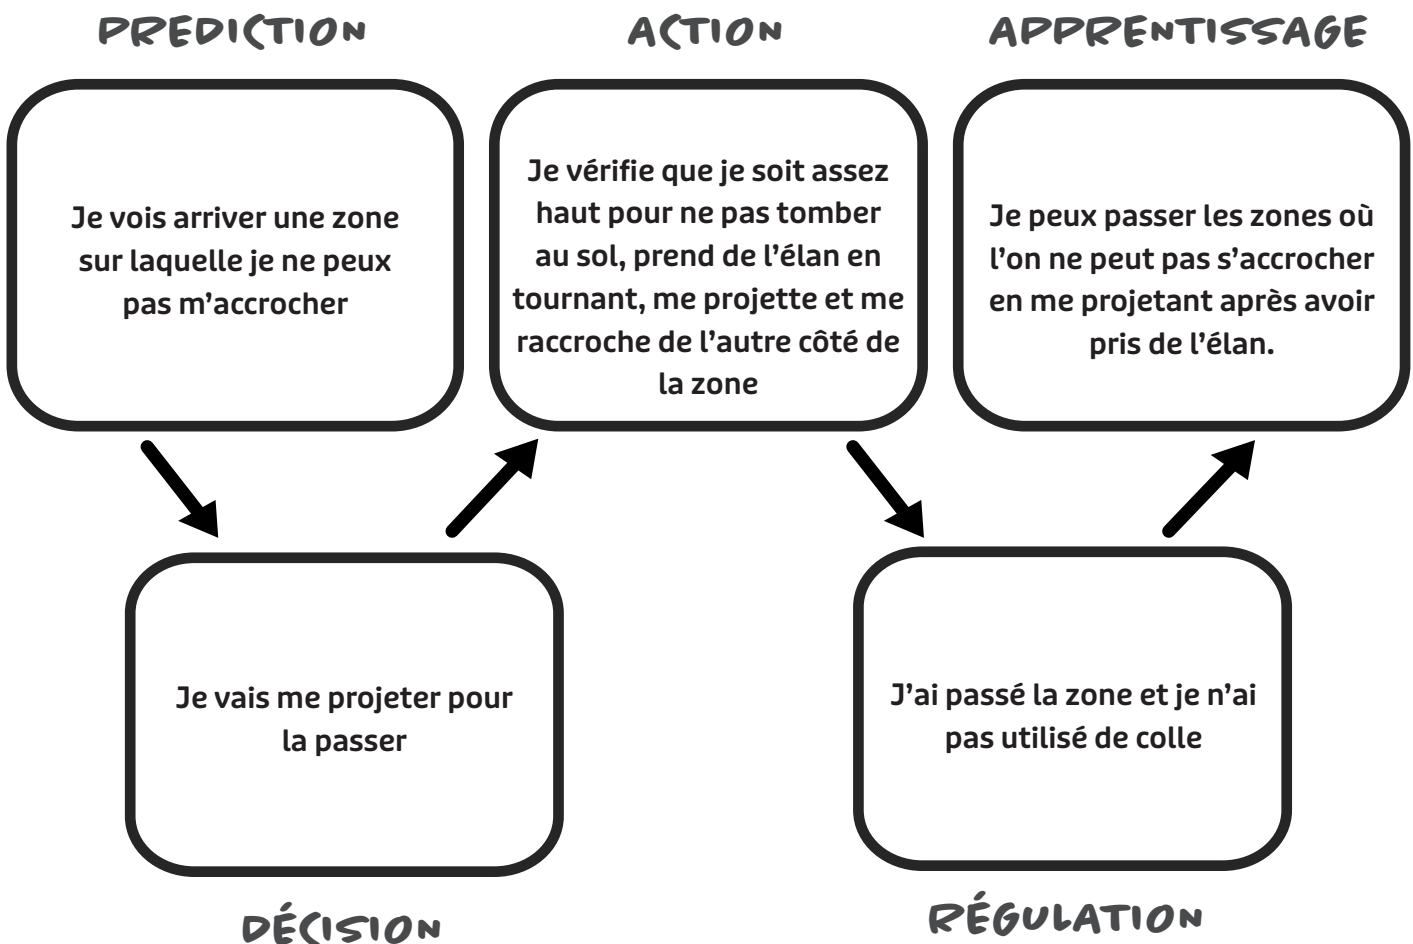 PREDICTION
Je vois arriver une zone
sur laquelle je ne peux
pas m'accrocher
Je vais me projeter pour
la passer
DÉCISION
ACTION
Je vérifie que je soit assez
haut pour ne pas tomber
au sol, prend de l'élan en
tournant, me projette et me
raccroche de l'autre côté de
la zone
J'ai passé la zone et je n'ai
pas utilisé de colle
RÉGULATION
APPRENTISSAGE
Je peux passer les zones où
l'on ne peut pas s'accrocher
en me projetant après avoir
pris de l'élan.